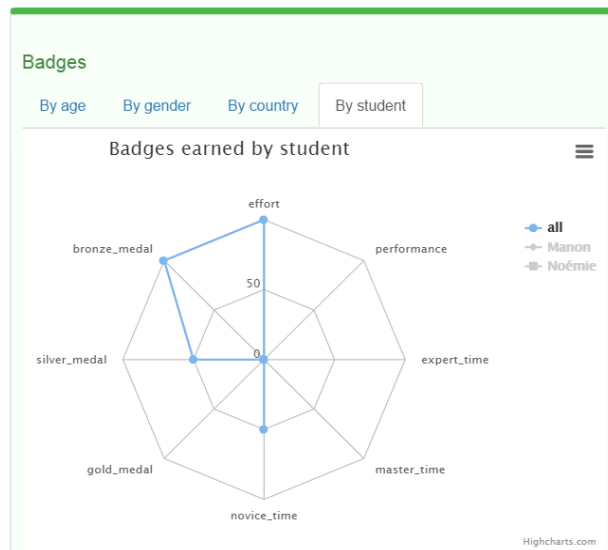 Badges
By age By gender By country By student
Badges earned by student
effort
bronze_medal performance
all
Manon
Noémie
50
silver_medal 0 expert_time
gold_medal master_time
novice_time
Highcharts.com